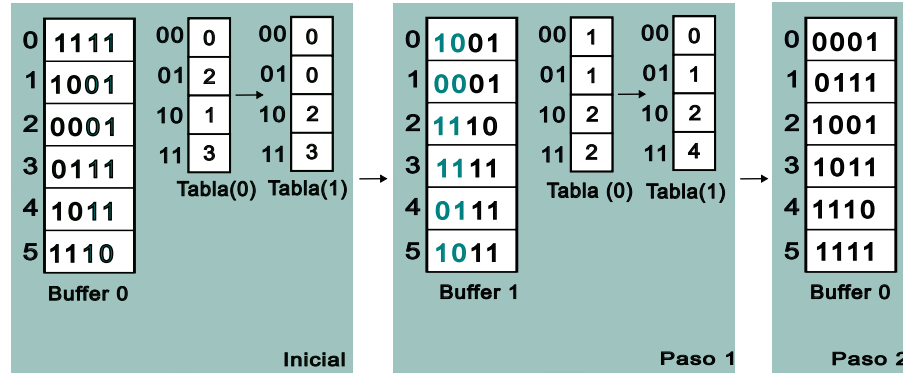 00 0 00 0
0 1111
01 2 01 0
1 1001
10 1 10 2
2 0001
11 3 11 3
3 0111
Tabla(0) Tabla(1)
4 1011
5 1110
Buffer 0
Inicial
00 1 00 0
0 1001
01 1 01 1
1 0001
10 2 10 2
2 1110
11 2 11 4
3 1111
Tabla (0) Tabla(1)
4 0111
5 1011
Buffer 1
Paso 1
0 0001
1 0111
2 1001
3 1011
4 1110
5 1111
Buffer 0
Paso 2